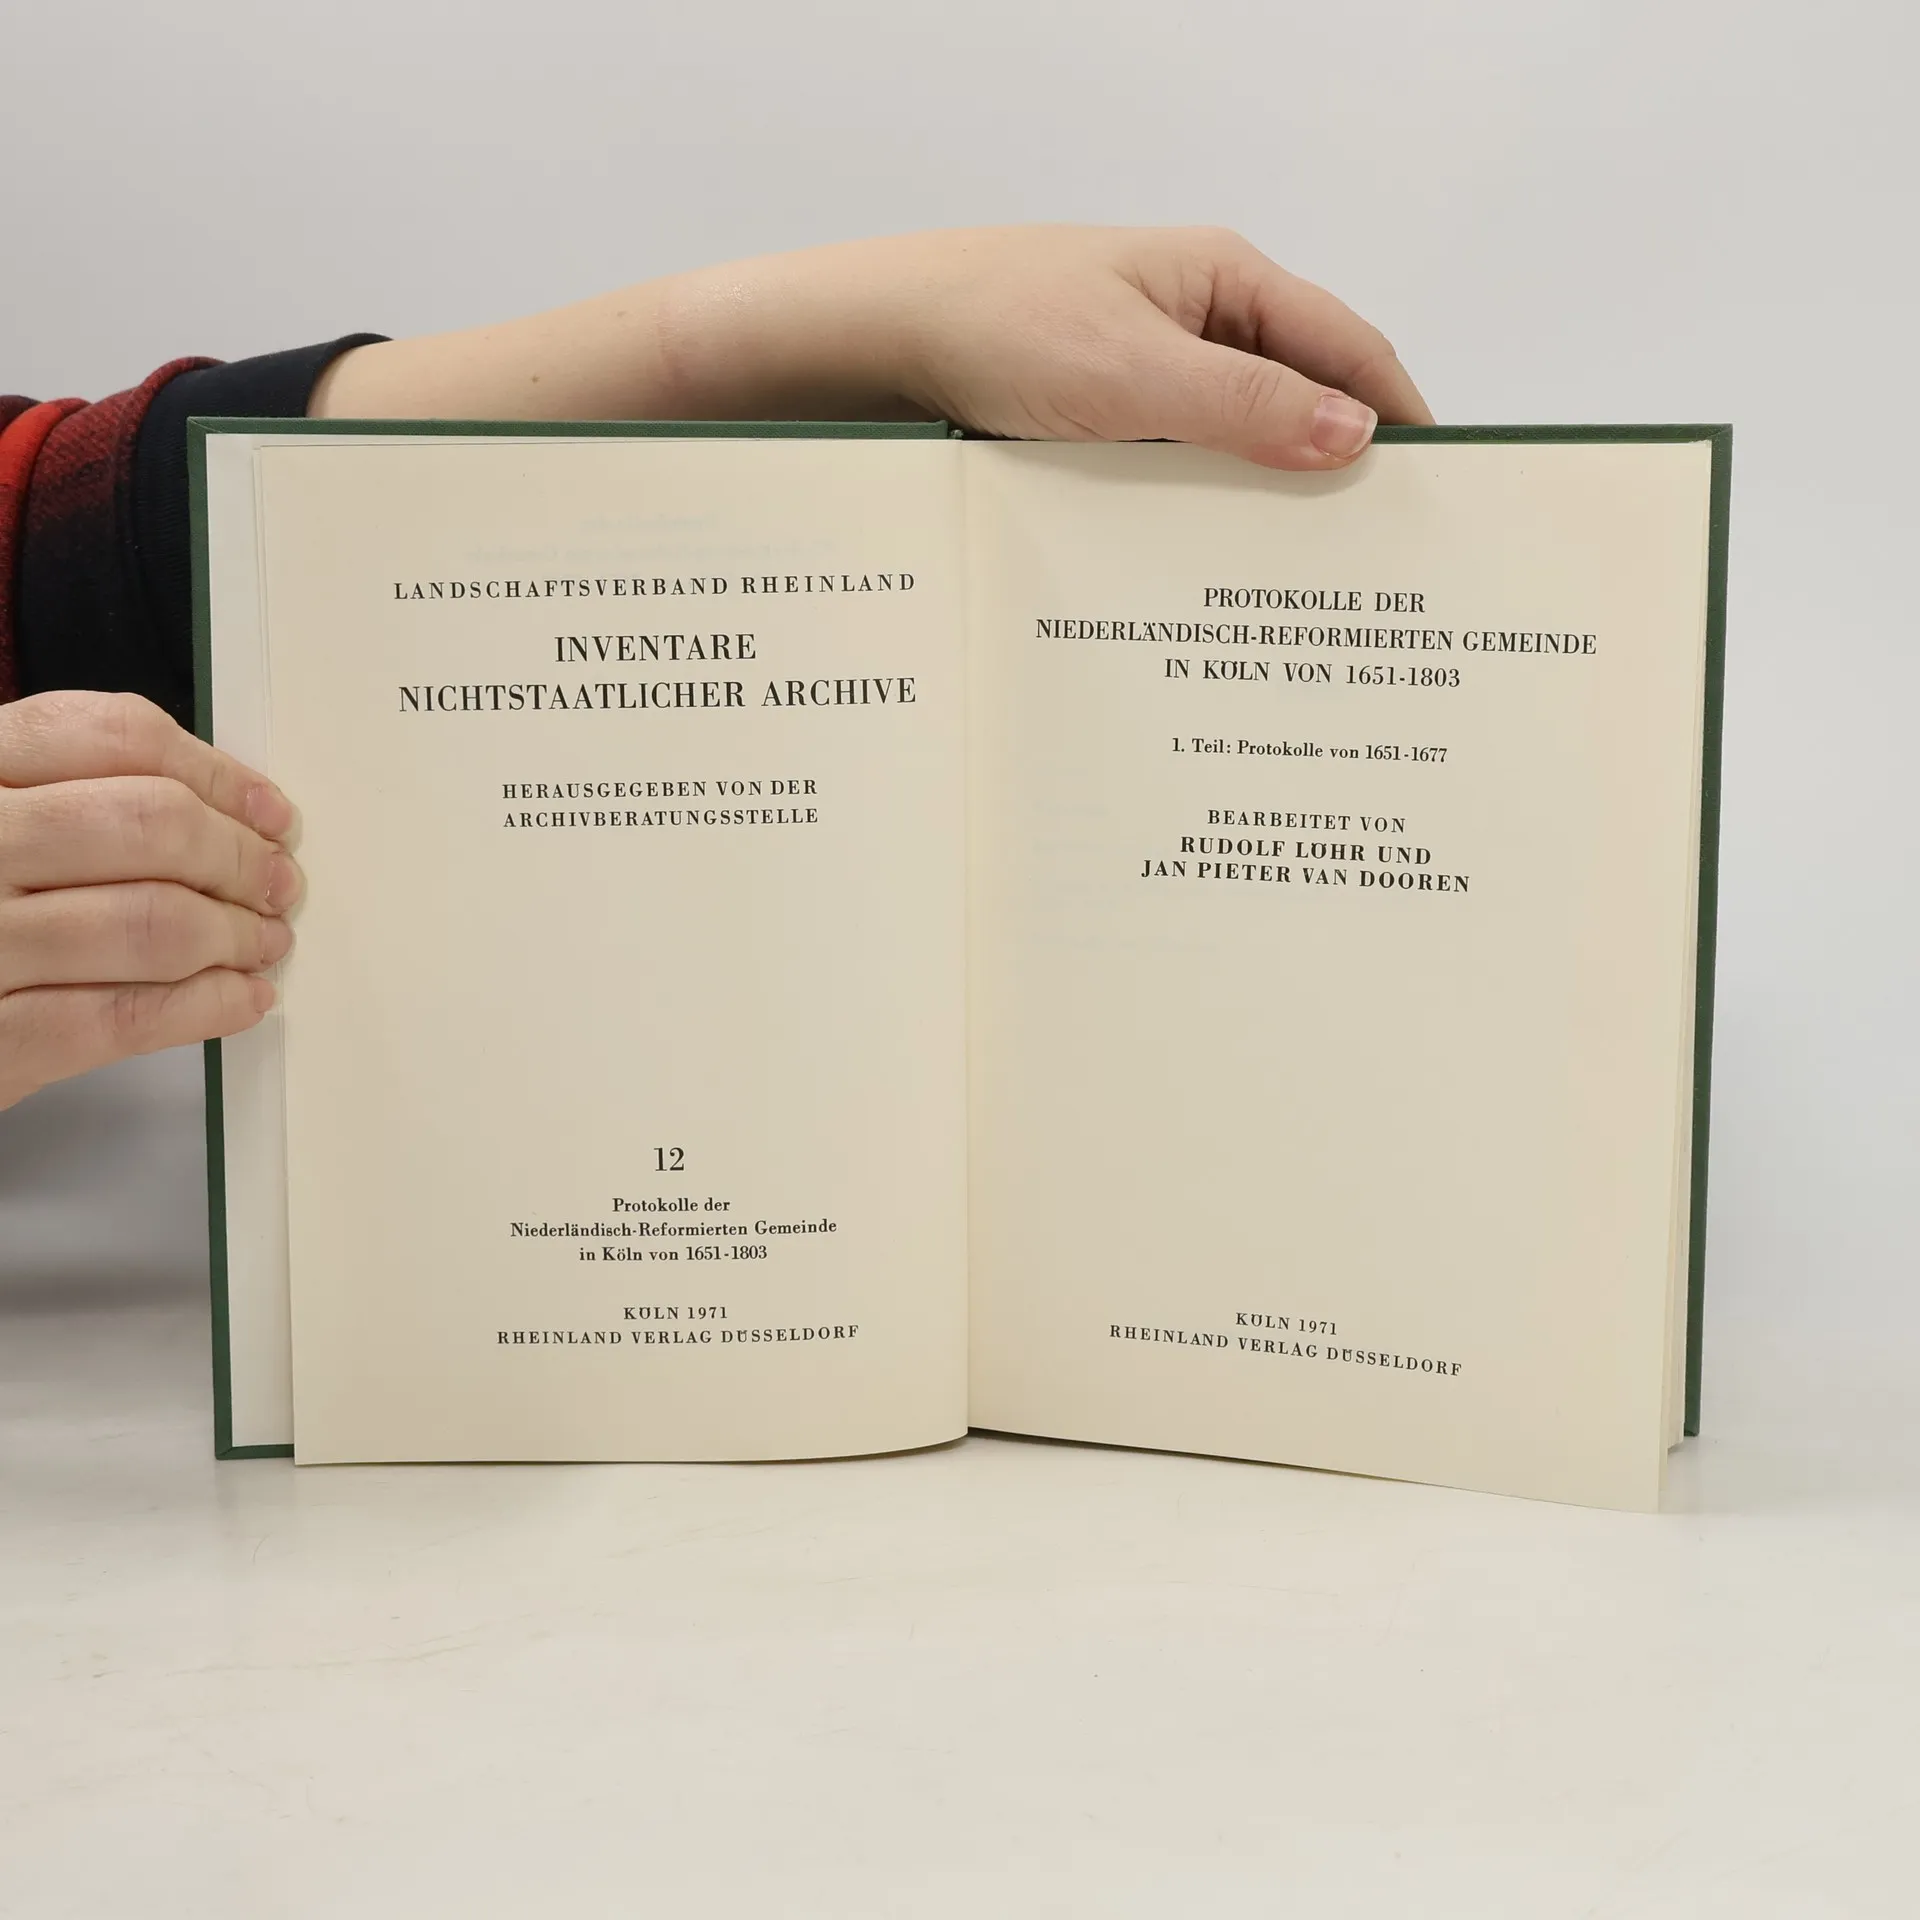 LANDSCHAFTSVERBAND RHEINLAND
INVENTARE
NICHTSTAATLICHER ARCHIVE
HERAUSGEGEBEN VON DER
ARCHIVBERATUNGSSTELLE
12
Protokolle der
Niederländisch-Reformierten Gemeinde
in Köln von 1651-1803
KÖLN 1971
RHEINLAND VERLAG DÜSSELDORF
PROTOKOLLE DER
NIEDERLÄNDISCH-REFORMIERTEN GEMEINDE
IN KÖLN VON 1651-1803
1. Teil: Protokolle von 1651-1677
BEARBEITET VON
RUDOLF LÖHR UND
JAN PIETER VAN DOOREN
KÖLN 1971
RHEINLAND VERLAG DÜSSELDORF